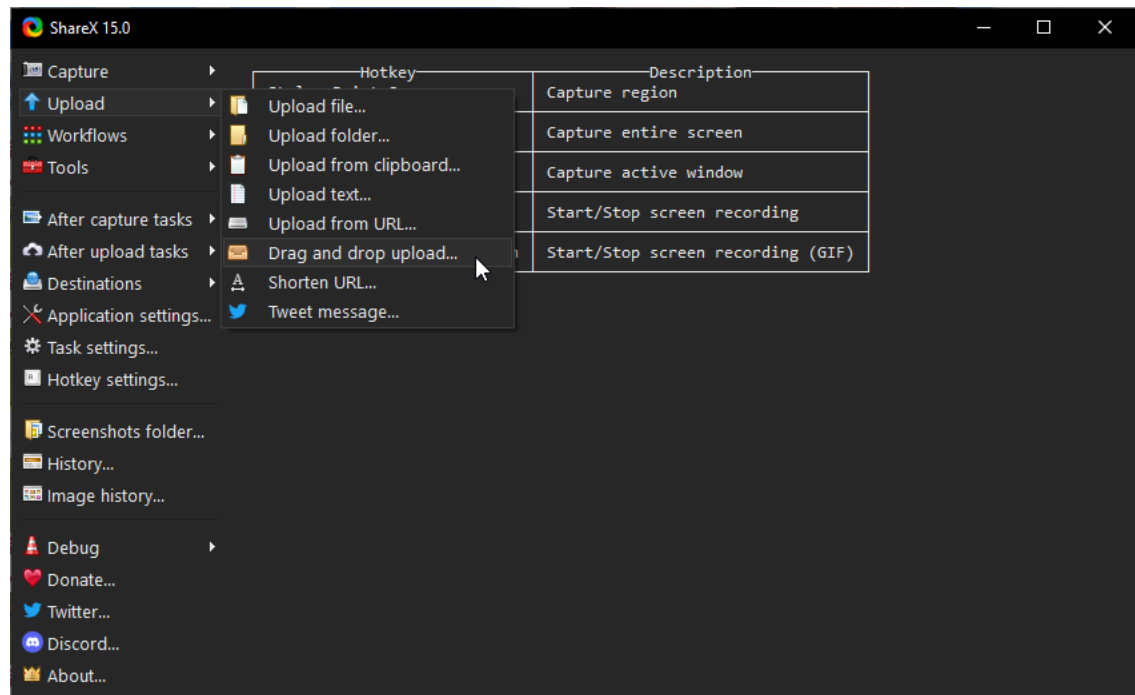 ShareX 15.0
Capture
Upload
Workflows
Tools
After capture tasks
After upload tasks
Destinations
Application settings...
Task settings...
Hotkey settings...
Screenshots folder...
History...
Image history...
Debug
Donate...
Twitter...
Discord...
About...
Upload file...
Upload folder...
Upload from clipboard...
Upload text...
Upload from URL...
Drag and drop upload...
Shorten URL...
Tweet message...
Hotkey Description
Capture region
Capture entire screen
Capture active window
Start/Stop screen recording
Start/Stop screen recording (GIF)